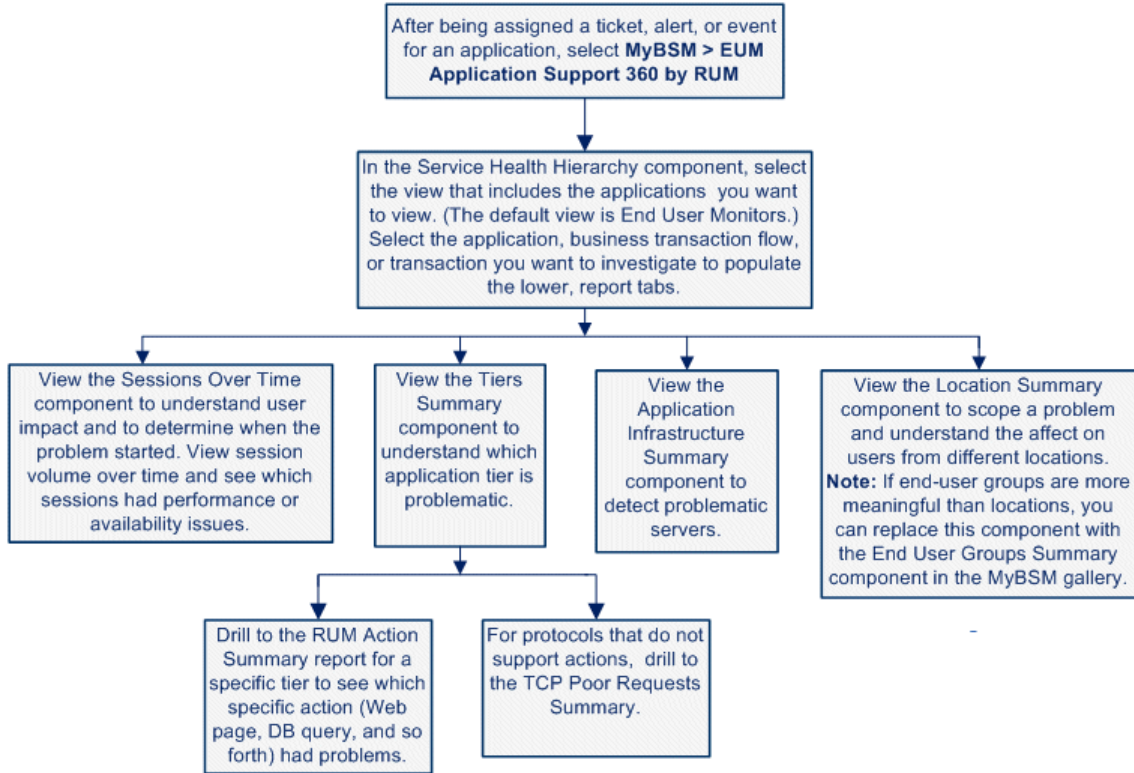 After being assigned a ticket, alert, or event
for an application, select MyBSM > EUM
Application Support 360 by RUM
In the Service Health Hierarchy component, select
the view that includes the applications you want
to view. (The default view is End User Monitors.)
Select the application, business transaction flow,
or transaction you want to investigate to populate
the lower, report tabs.
View the Sessions Over Time
component to understand user
impact and to determine when the
problem started. View session
volume over time and see which
sessions had performance or
availability issues.
View the Tiers
Summary
component to
understand which
application tier is
problematic.
View the
Application
Infrastructure
Summary
component to
detect problematic
servers.
View the Location Summary
component to scope a problem
and understand the affect on
users from different locations.
Note: If end-user groups are more
meaningful than locations, you
can replace this component with
the End User Groups Summary
component in the MyBSM gallery.
Drill to the RUM Action
Summary report for a
specific tier to see which
specific action (Web
page, DB query, and so
forth) had problems.
For protocols that do not
support actions, drill to
the TCP Poor Requests
Summary.